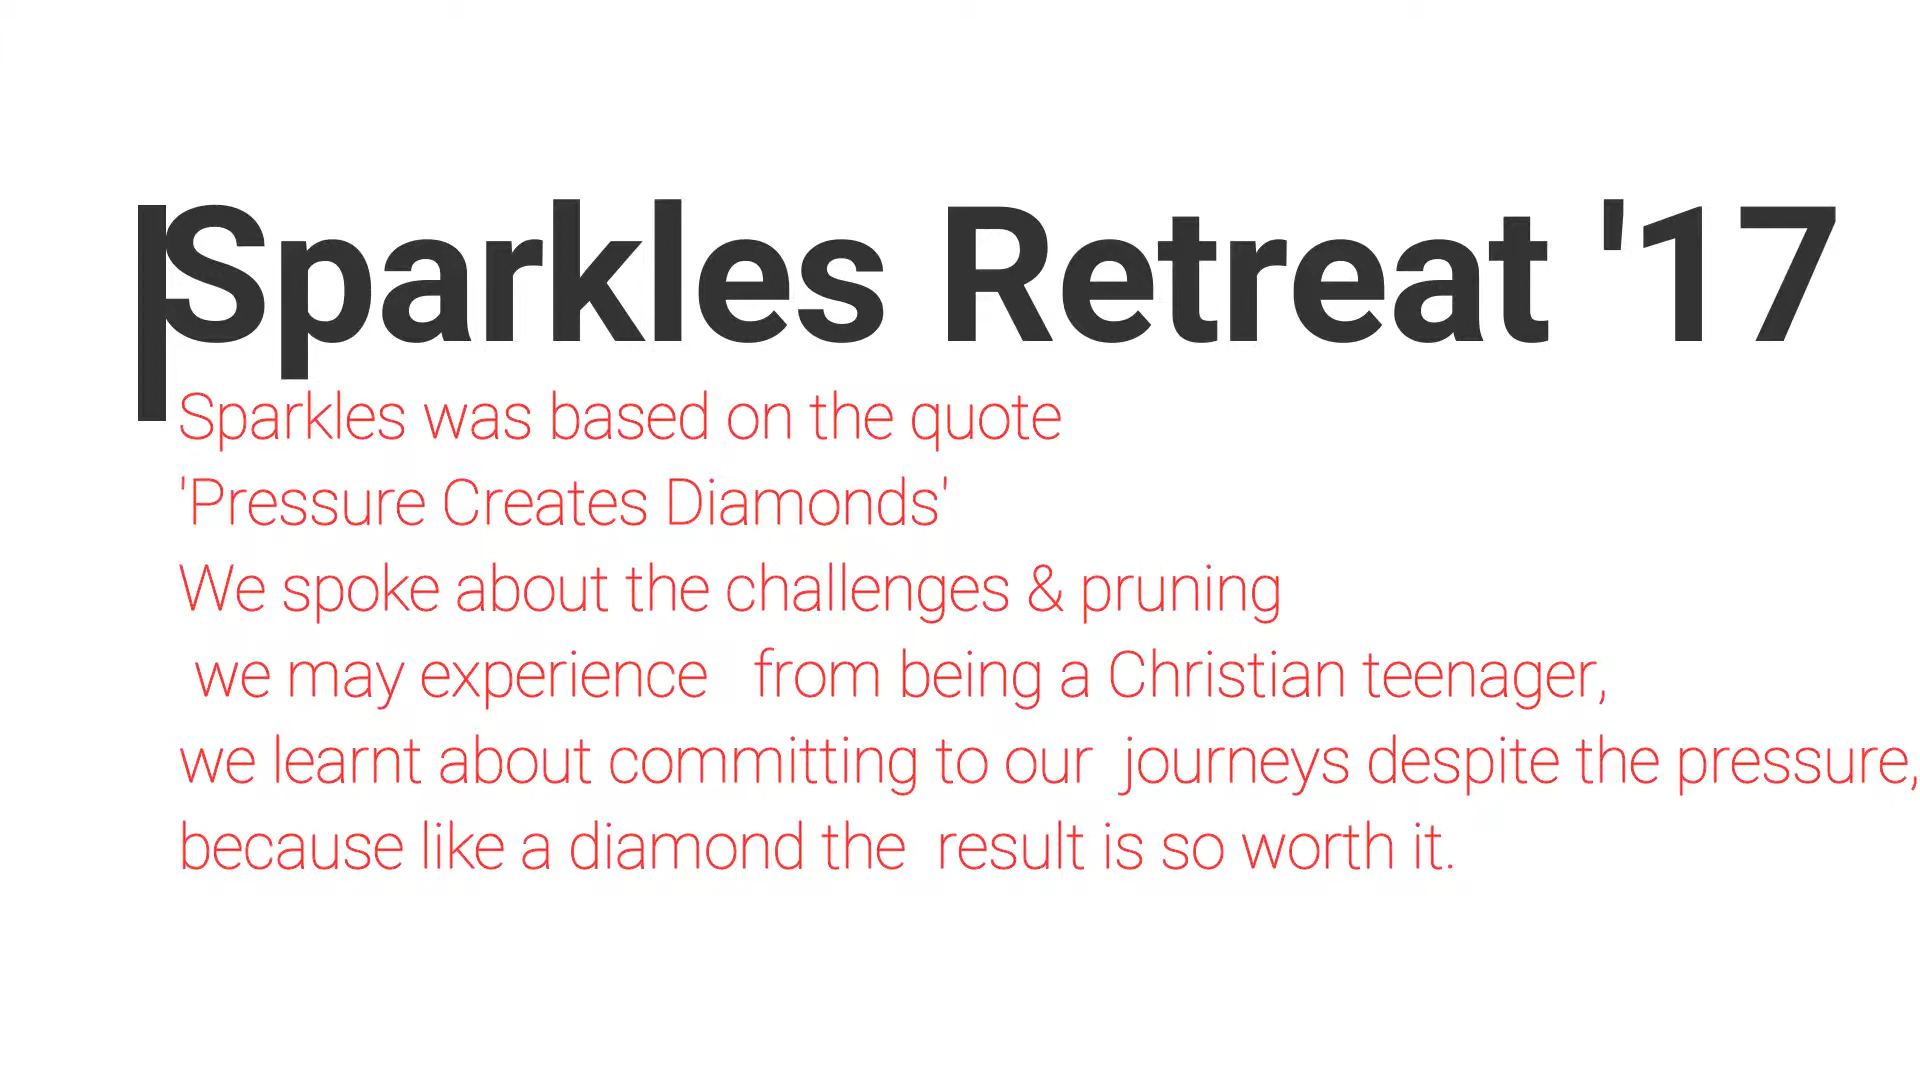 Sparkles Retreat '17
Sparkles was based on the quote
'Pressure Creates Diamonds'
We spoke about the challenges & pruning
we may experience   from being a Christian teenager,
we learnt about committing to our  journeys despite the pressure,
because like a diamond the  result is so worth it.